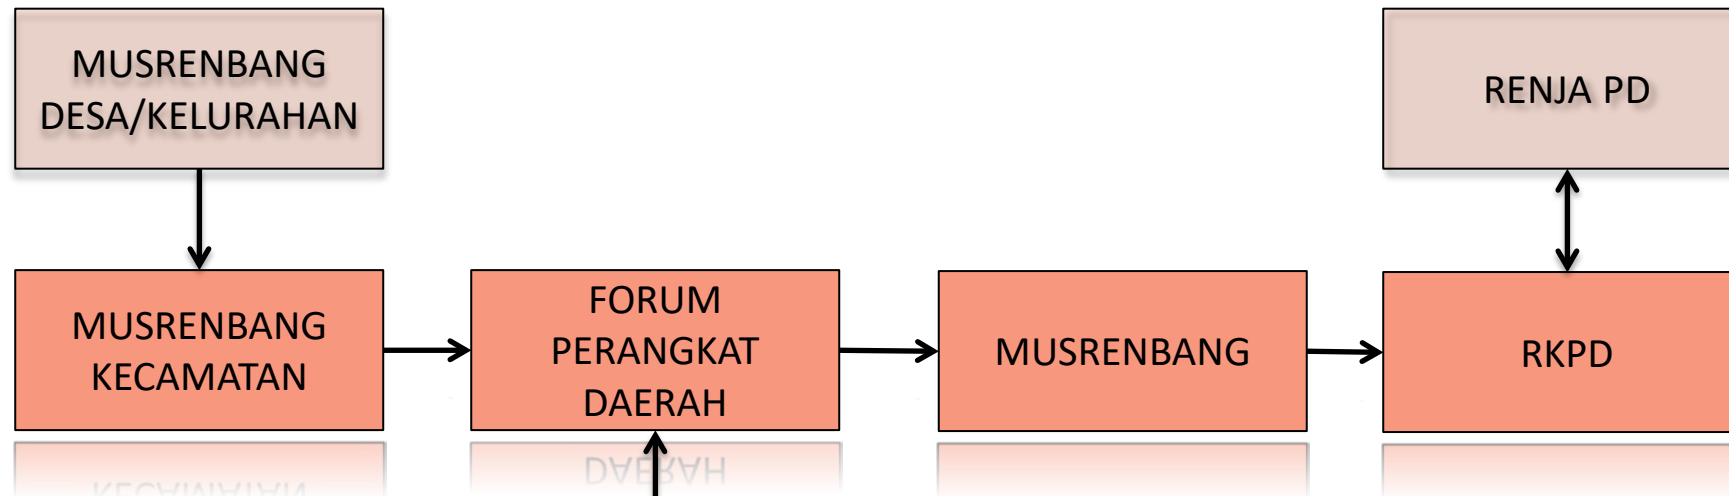 MUSRENBANG
DESA/KELURAHAN
RENJA PD
MUSRENBANG
KECAMATAN
FORUM
PERANGKAT
DAERAH
MUSRENBANG
RKPD